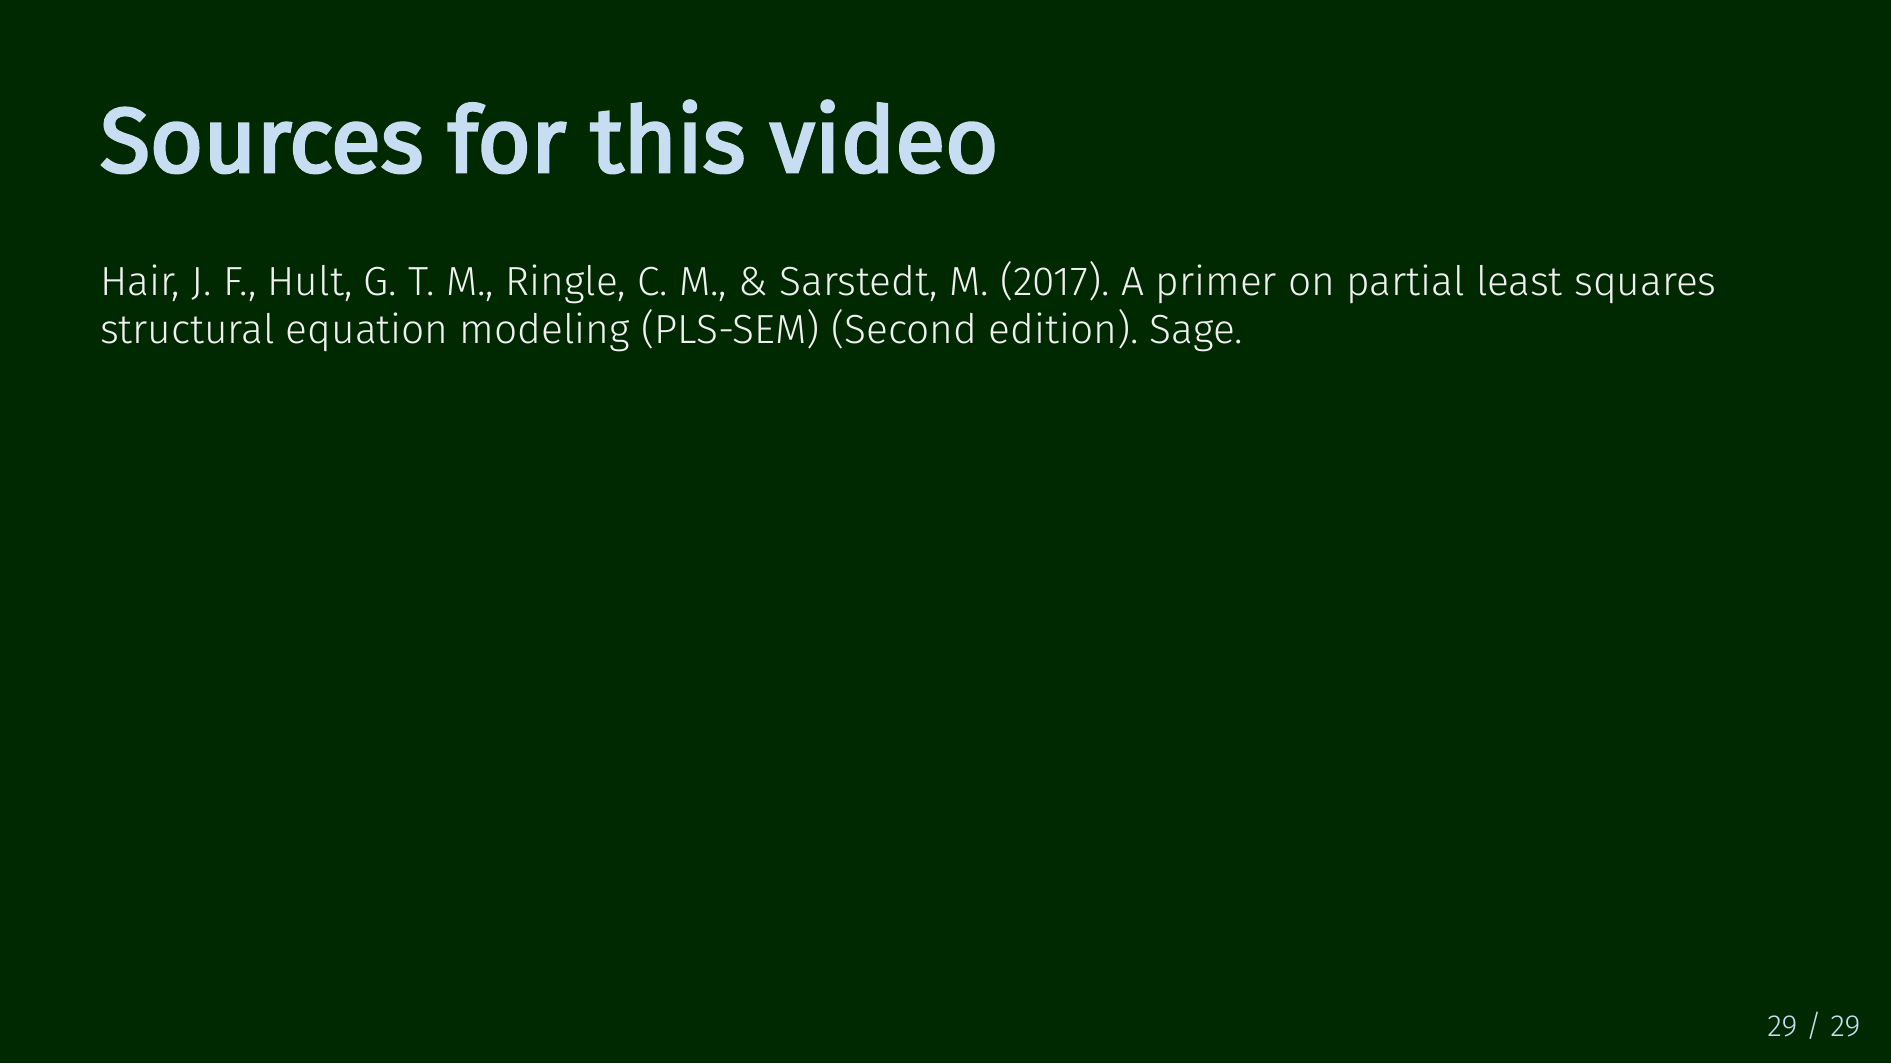 Sources for this video
Hair, J. F., Hult, G. T. M., Ringle, C. M., & Sarstedt, M. (2017). A primer on partial least squares
structural equation modeling (PLS-SEM) (Second edition). Sage.
29 / 29